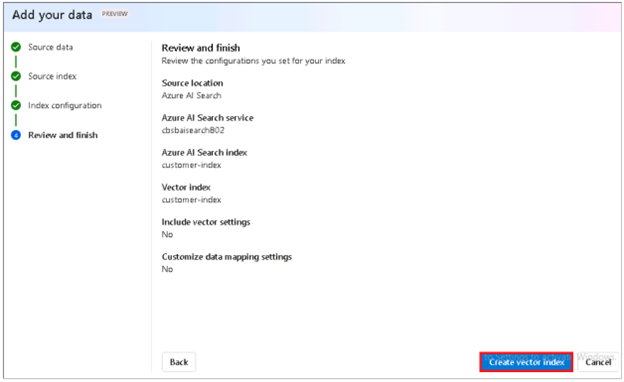 Add your data PREVIEW
Source data
Source index
Index configuration
4 Review and finish
Review and finish
Review the configurations you set for your index
Source location
Azure AI Search
Azure AI Search service
cbsbaisearch802
Azure AI Search index
customer-index
Vector index
customer-index
Include vector settings
No
Customize data mapping settings
No
Back
Create vector index
Cancel